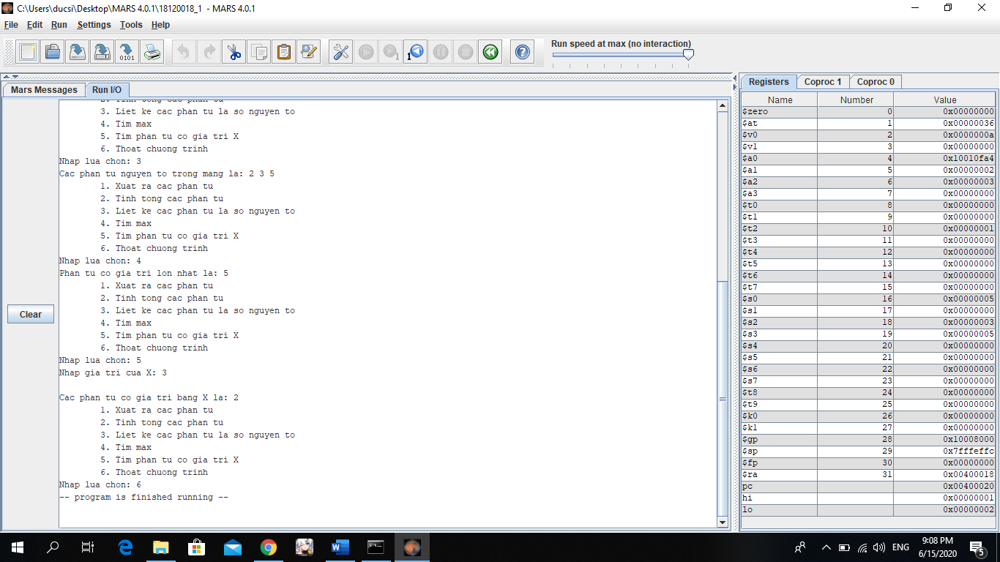 C:\Users\ducsi\Desktop\MARS 4.0.1\18120018_1 - MARS 4.0.1
File Edit Run Settings Tools Help
Run speed at max (no interaction)
Mars Messages Run I/O
2. Tinh tong cac phan tu
3. Liet ke cac phan tu la so nguyen to
4. Tim max
5. Tim phan tu co gia tri X
6. Thoat chuong trinh
Nhap lua chon: 3
Cac phan tu nguyen to trong mang la: 2 3 5
1. Xuat ra cac phan tu
2. Tinh tong cac phan tu
3. Liet ke cac phan tu la so nguyen to
4. Tim max
5. Tim phan tu co gia tri X
6. Thoat chuong trinh
Nhap lua chon: 4
Phan tu co gia tri lon nhat la: 5
1. Xuat ra cac phan tu
2. Tinh tong cac phan tu
3. Liet ke cac phan tu la so nguyen to
4. Tim max
5. Tim phan tu co gia tri X
6. Thoat chuong trinh
Nhap lua chon: 5
Nhap gia tri cua X: 3
Cac phan tu co gia tri bang X la: 2
1. Xuat ra cac phan tu
2. Tinh tong cac phan tu
3. Liet ke cac phan tu la so nguyen to
4. Tim max
5. Tim phan tu co gia tri X
6. Thoat chuong trinh
Nhap lua chon: 6
-- program is finished running --
Clear
Registers Coproc 1 Coproc 0
Name Number Value
$zero 0 0x00000000
$at 1 0x00000036
$v0 2 0x0000000a
$v1 3 0x00000000
$a0 4 0x10010fa4
$a1 5 0x00000002
$a2 6 0x00000003
$a3 7 0x00000000
$t0 8 0x00000000
$t1 9 0x00000000
$t2 10 0x00000001
$t3 11 0x00000000
$t4 12 0x00000000
$t5 13 0x00000000
$t6 14 0x00000000
$t7 15 0x00000000
$s0 16 0x00000005
$s1 17 0x00000000
$s2 18 0x00000003
$s3 19 0x00000005
$s4 20 0x00000000
$s5 21 0x00000000
$s6 22 0x00000000
$s7 23 0x00000000
$t8 24 0x00000000
$t9 25 0x00000000
$k0 26 0x00000000
$k1 27 0x00000000
$gp 28 0x10008000
$sp 29 0x7fffeffc
$fp 30 0x00000000
$ra 31 0x00400018
pc 0x00400020
hi 0x00000001
lo 0x00000002
ENG
9:08 PM
6/15/2020
5